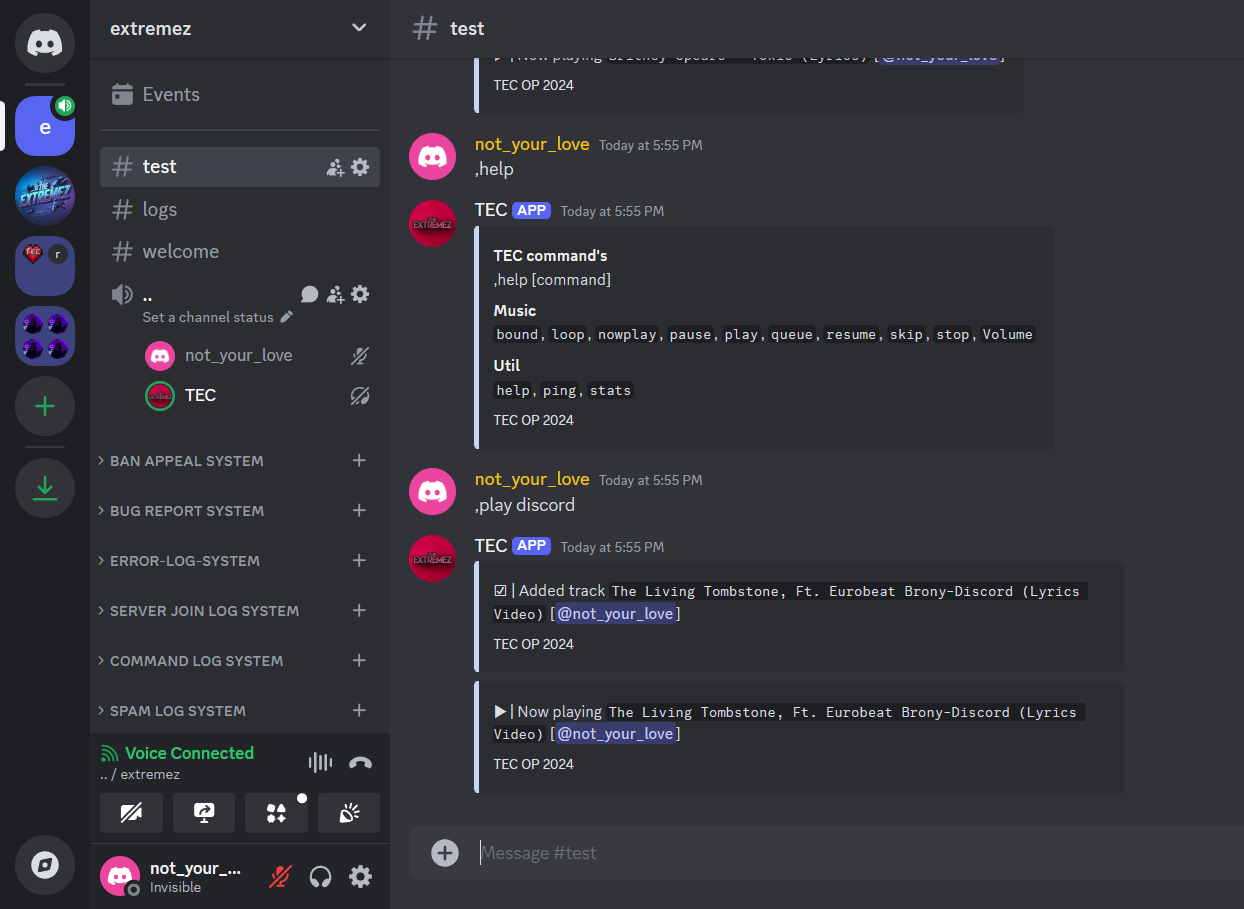 extremez
Events
test
logs
welcome
..
Set a channel status
not_your_love
TEC
BAN APPEAL SYSTEM
BUG REPORT SYSTEM
ERROR-LOG-SYSTEM
SERVER JOIN LOG SYSTEM
COMMAND LOG SYSTEM
SPAM LOG SYSTEM
Voice Connected
.. / extremez
not_your_...
Invisible
e
THE
EXTREMEZ
TEC
r
# test
| Now playing Britney Spears - Toxic (Lyrics) [@not_your_love]
TEC OP 2024
not_your_love Today at 5:55 PM
,help
THE
EXTREMEZ
TEC APP Today at 5:55 PM
TEC command's
,help [command]
Music
bound, loop, nowplay, pause, play, queue, resume, skip, stop, Volume
Util
help, ping, stats
TEC OP 2024
not_your_love Today at 5:55 PM
,play discord
THE
EXTREMEZ
TEC APP Today at 5:55 PM
☑ | Added track The Living Tombstone, Ft. Eurobeat Brony-Discord (Lyrics
Video) [@not_your_love]
TEC OP 2024
▶ | Now playing The Living Tombstone, Ft. Eurobeat Brony-Discord (Lyrics
Video) [@not_your_love]
TEC OP 2024
Message #test